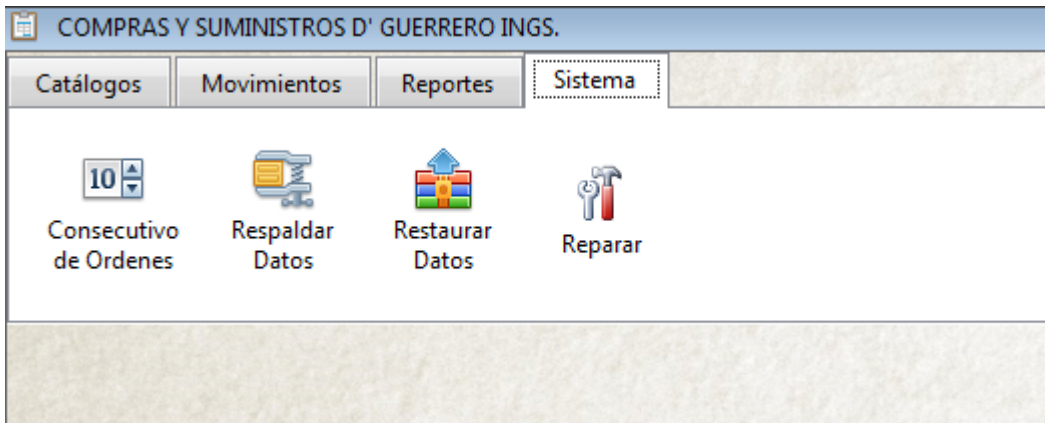 COMPRAS Y SUMINISTROS D' GUERRERO INGS.
Catálogos Movimientos Reportes Sistema
10
Consecutivo de Ordenes
Respaldar Datos
Restaurar Datos
Reparar